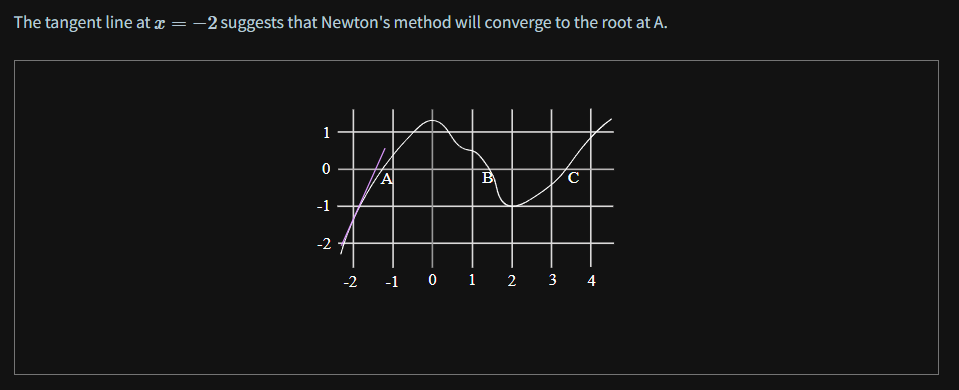 The tangent line at x = −2 suggests that Newton's method will converge to the root at A.
1
0
A
B
C
-1
-2
-2 -1 0 1 2 3 4